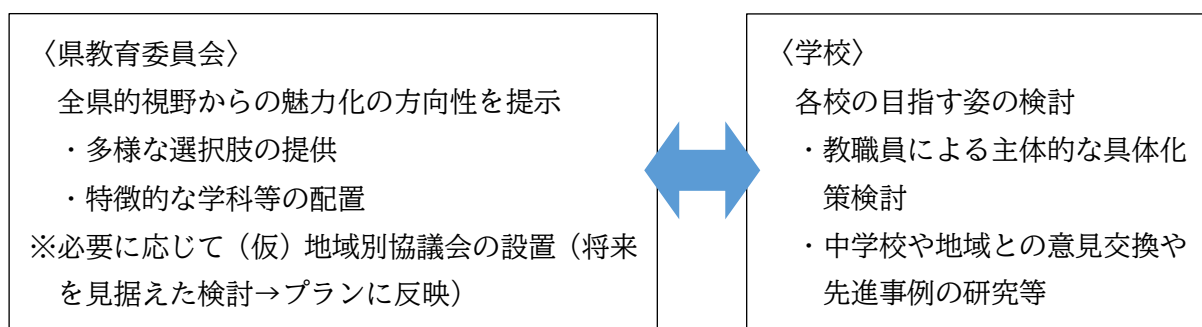 〈県教育委員会〉
全県的視野からの魅力化の方向性を提示
・多様な選択肢の提供
・特徴的な学科等の配置
※必要に応じて（仮）地域別協議会の設置（将来
を見据えた検討→プランに反映）
〈学校〉
各校の目指す姿の検討
・教職員による主体的な具体化
策検討
・中学校や地域との意見交換や
先進事例の研究等